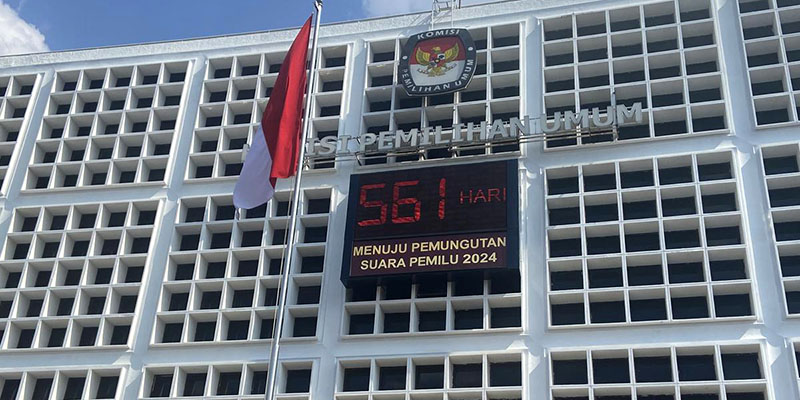 KOMISI
PEMILIHAN UMUM
ISI PEMILIHAN UMUM
561 HARI
MENUJU PEMUNGUTAN
SUARA PEMILU 2024